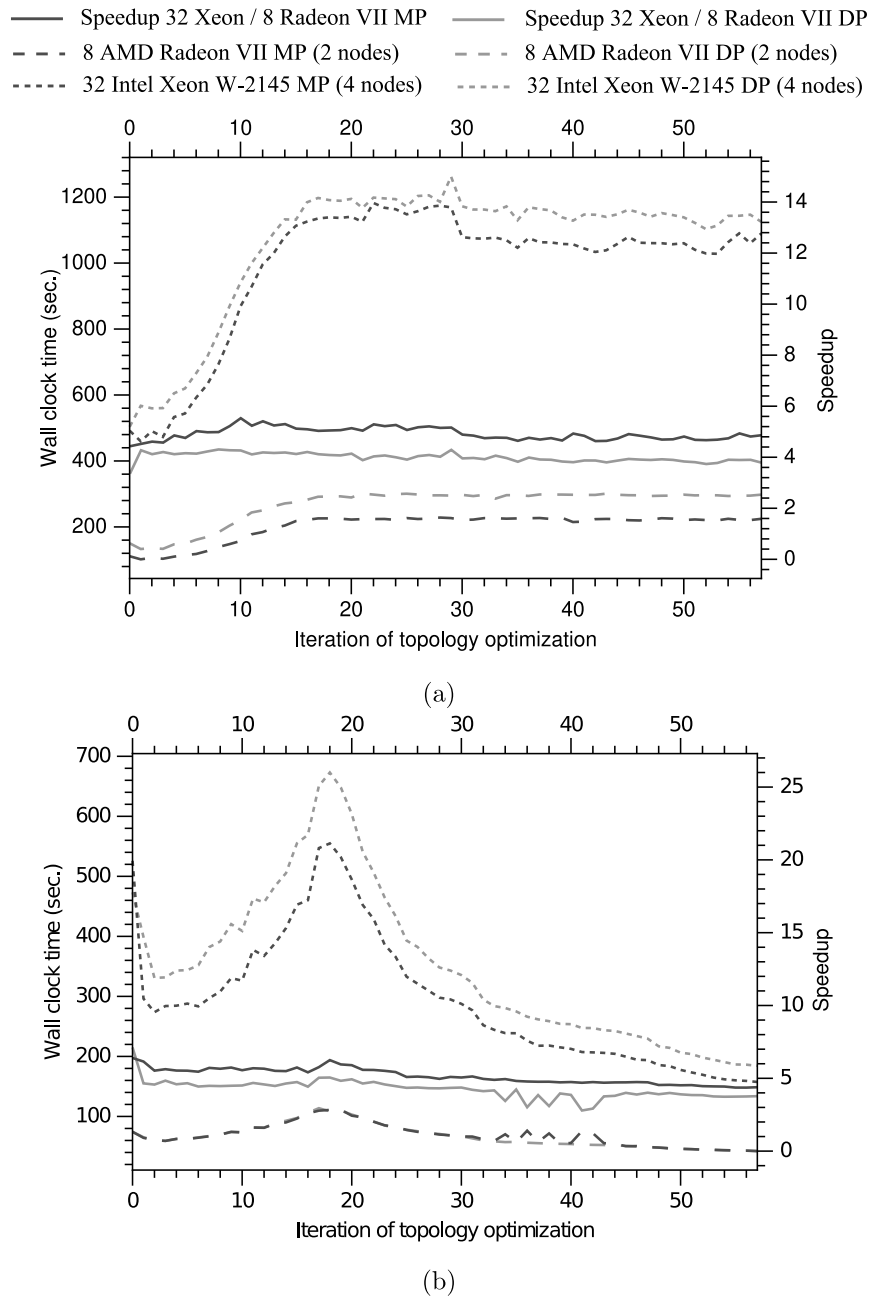 Speedup 32 Xeon / 8 Radeon VII MP Speedup 32 Xeon / 8 Radeon VII DP
8 AMD Radeon VII MP (2 nodes) 8 AMD Radeon VII DP (2 nodes)
32 Intel Xeon W-2145 MP (4 nodes) 32 Intel Xeon W-2145 DP (4 nodes)
0 10 20 30 40 50
1200
1000
800
600
400
200
Wall clock time (sec.)
14
12
10
8
6
4
2
0
Speedup
0 10 20 30 40 50
Iteration of topology optimization
(a)
0 10 20 30 40 50
700
600
500
400
300
200
100
Wall clock time (sec.)
25
20
15
10
5
0
Speedup
0 10 20 30 40 50
Iteration of topology optimization
(b)